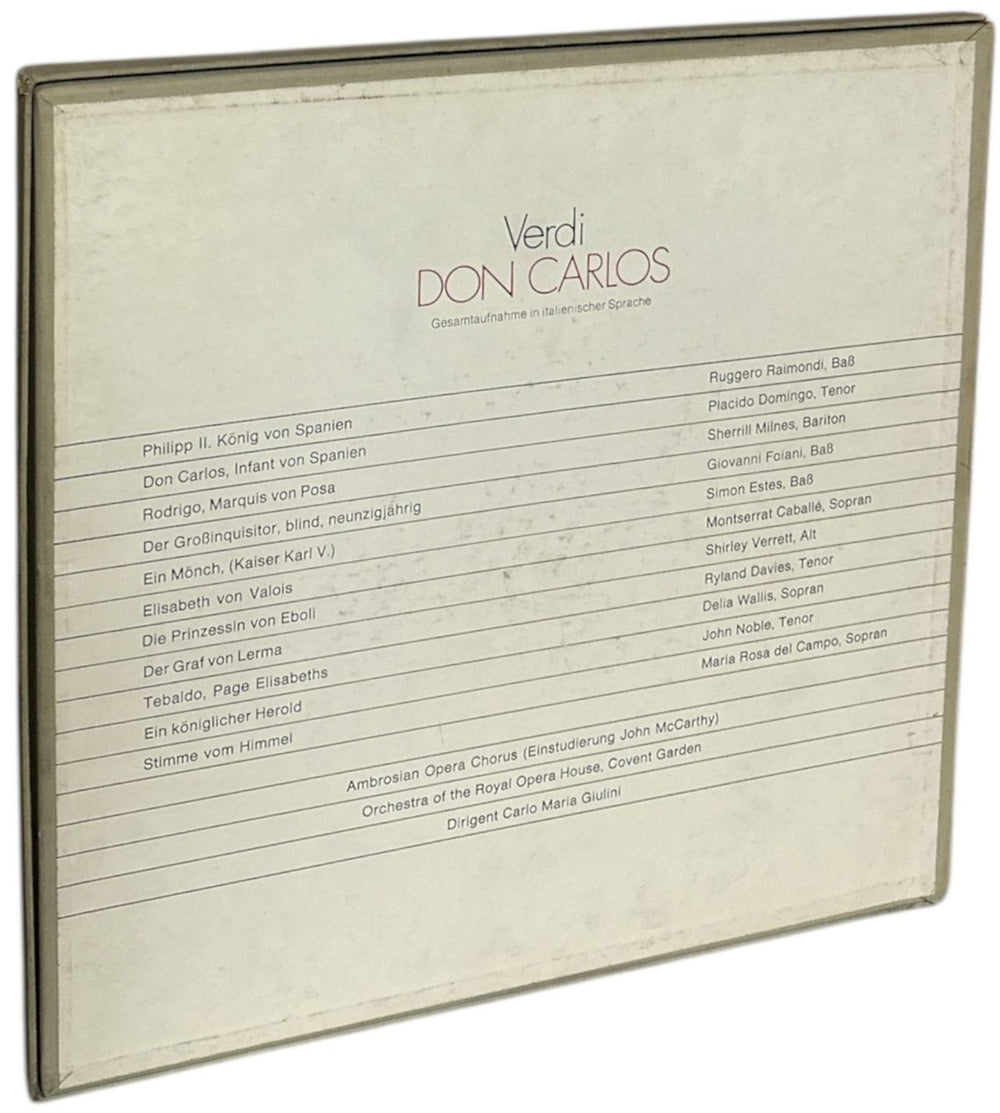 Verdi
DON CARLOS
Gesamtaufnahme in italienischer Sprache
Philipp II. König von Spanien Ruggero Raimondi, Baß
Don Carlos, Infant von Spanien Placido Domingo, Tenor
Rodrigo, Marquis von Posa Sherrill Milnes, Bariton
Der Großinquisitor, blind, neunzigjährig Giovanni Foiani, Baß
Ein Mönch, (Kaiser Karl V.) Simon Estes, Baß
Elisabeth von Valois Montserrat Caballé, Sopran
Die Prinzessin von Eboli Shirley Verrett, Alt
Der Graf von Lerma Ryland Davies, Tenor
Tebaldo, Page Elisabeths Delia Wallis, Sopran
Ein königlicher Herold John Noble, Tenor
Stimme vom Himmel Maria Rosa del Campo, Sopran
Ambrosian Opera Chorus (Einstudierung John McCarthy)
Orchestra of the Royal Opera House, Covent Garden
Dirigent Carlo Maria Giulini